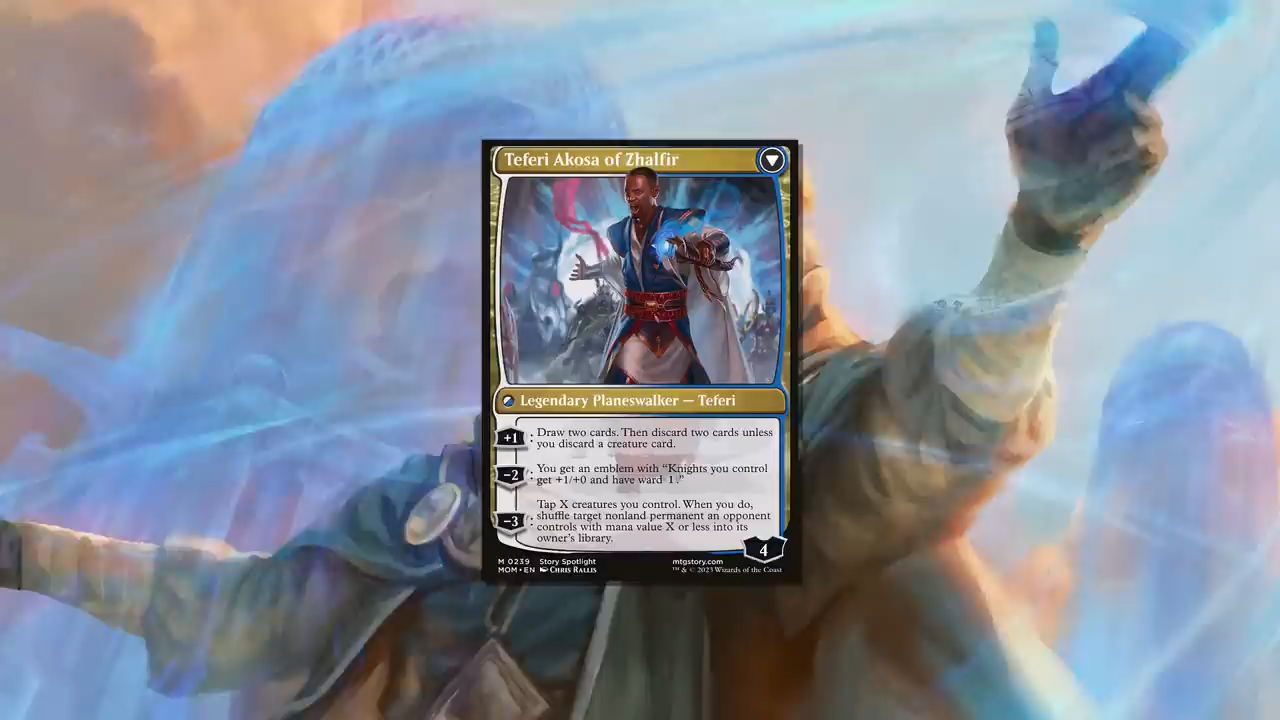 Teferi Akosa of Zhalfir
Legendary Planeswalker — Teferi
+1 : Draw two cards. Then discard two cards unless
you discard a creature card.
−2 : You get an emblem with “Knights you control
get +1/+0 and have ward 1.”
Tap X creatures you control. When you do,
−3 : shuffle target nonland permanent an opponent
controls with mana value X or less into its
owner's library.
4
M 0239 Story Spotlight mtgstory.com
MOM • EN Chris Rallis ™ & © 2023 Wizards of the Coast